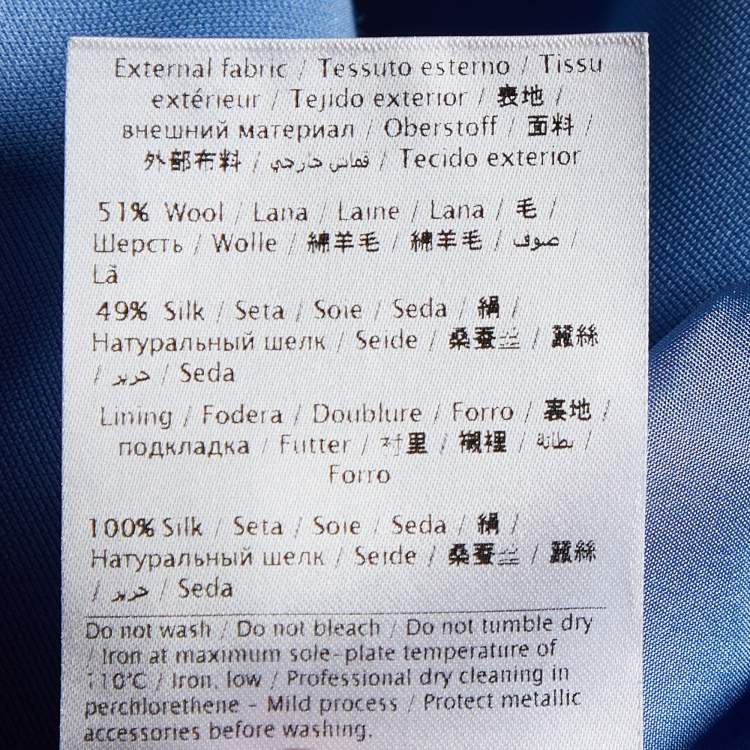 External fabric / Tessuto esterno / Tissu
extérieur / Tejido exterior / 表地 /
внешний материал / Oberstoff / 面料 /
外部布料 / قماش خارجي / Tecido exterior
51% Wool / Lana / Laine / Lana / 毛 /
Шерсть / Wolle / 綿羊毛 / 綿羊毛 / صوف /
Lã
49% Silk / Seta / Soie / Seda / 絹 /
Натуральный шелк / Seide / 桑蚕丝 / 蠶絲
/ حرير / Seda
Lining / Fodera / Doublure / Forro / 裏地 /
подкладка / Futter / 衬里 / 襯裡 / بطانة /
Forro
100% Silk / Seta / Soie / Seda / 絹 /
Натуральный шелк / Seide / 桑蚕丝 / 蠶絲
/ حرير / Seda
Do not wash / Do not bleach / Do not tumble dry
/ Iron at maximum sole-plate temperature of
110°C / Iron, low / Professional dry cleaning in
perchlorethene - Mild process / Protect metallic
accessories before washing.